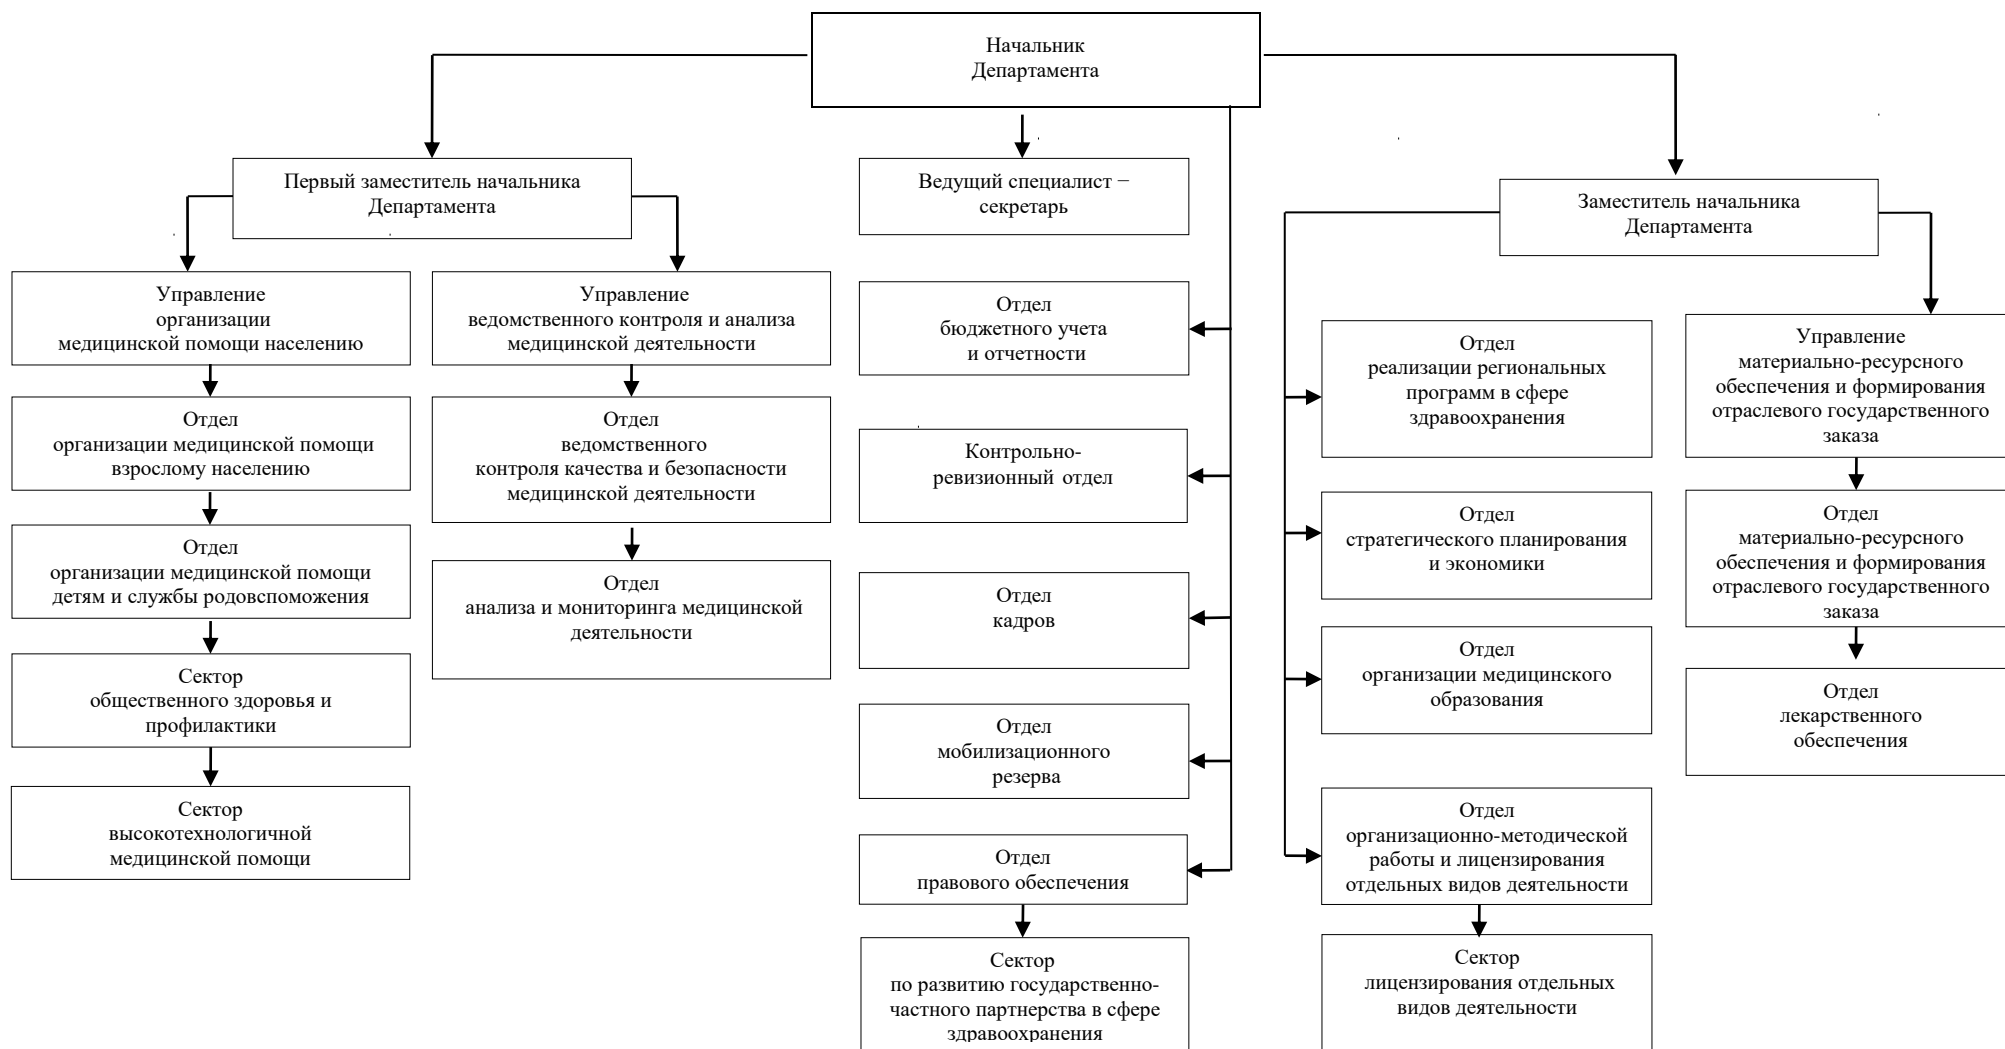 Начальник
Департамента
Первый заместитель начальника
Департамента
Ведущий специалист −
секретарь
Заместитель начальника
Департамента
Управление
организации
медицинской помощи населению
Отдел
организации медицинской помощи
взрослому населению
Отдел
организации медицинской помощи
детям и службы родовспоможения
Сектор
общественного здоровья и
профилактики
Сектор
высокотехнологичной
медицинской помощи
Управление
ведомственного контроля и анализа
медицинской деятельности
Отдел
ведомственного
контроля качества и безопасности
медицинской деятельности
Отдел
анализа и мониторинга медицинской
деятельности
Отдел
бюджетного учета
и отчетности
Контрольно-
ревизионный отдел
Отдел
кадров
Отдел
мобилизационного
резерва
Отдел
правового обеспечения
Сектор
по развитию государственно-
частного партнерства в сфере
здравоохранения
Отдел
реализации региональных
программ в сфере
здравоохранения
Отдел
стратегического планирования
и экономики
Отдел
организации медицинского
образования
Отдел
организационно-методической
работы и лицензирования
отдельных видов деятельности
Сектор
лицензирования отдельных
видов деятельности
Управление
материально-ресурсного
обеспечения и формирования
отраслевого государственного
заказа
Отдел
материально-ресурсного
обеспечения и формирования
отраслевого государственного
заказа
Отдел
лекарственного
обеспечения